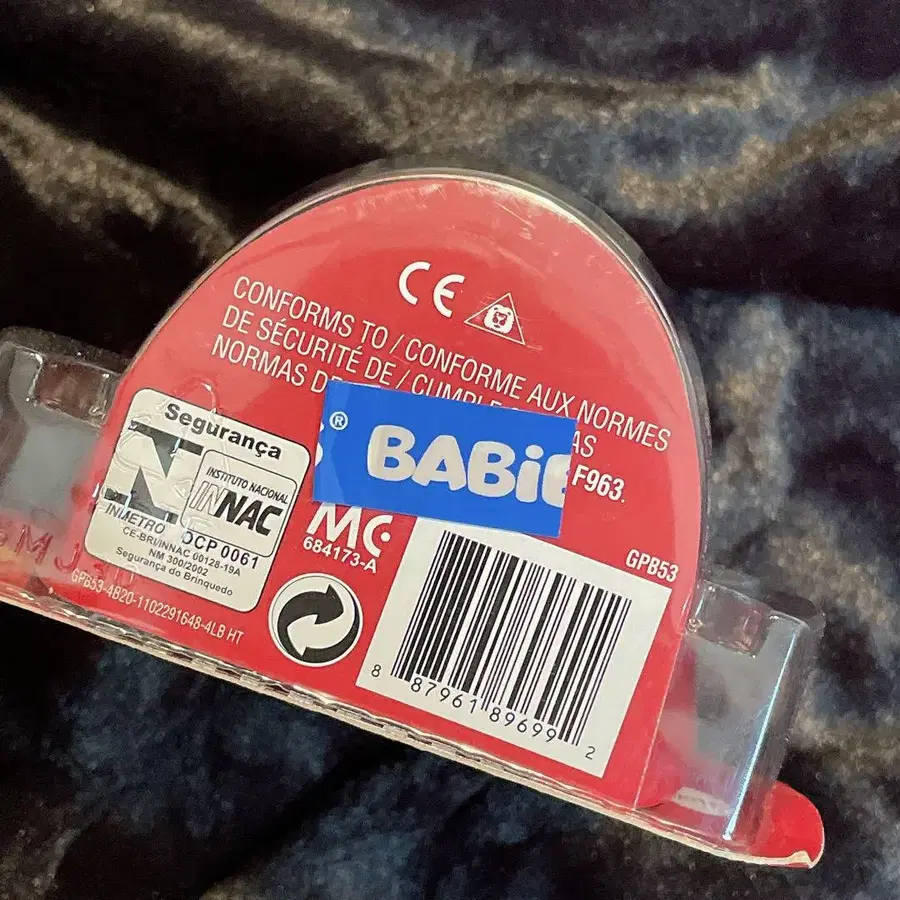 CE
CONFORMS TO / CONFORME AUX NORMES
DE SÉCURITÉ DE / CUMPLE
NORMAS
F963.
® BABiE
Segurança
INSTITUTO NACIONAL
INNAC
INMETRO
OCP 0061
CE-BRI/INNAC 00128-19A
NM 300/2002
Segurança do Brinquedo
MC
684173-A
GPB53
GPB53-4B20-1102291648-4LB HT
8 87961 89699 2